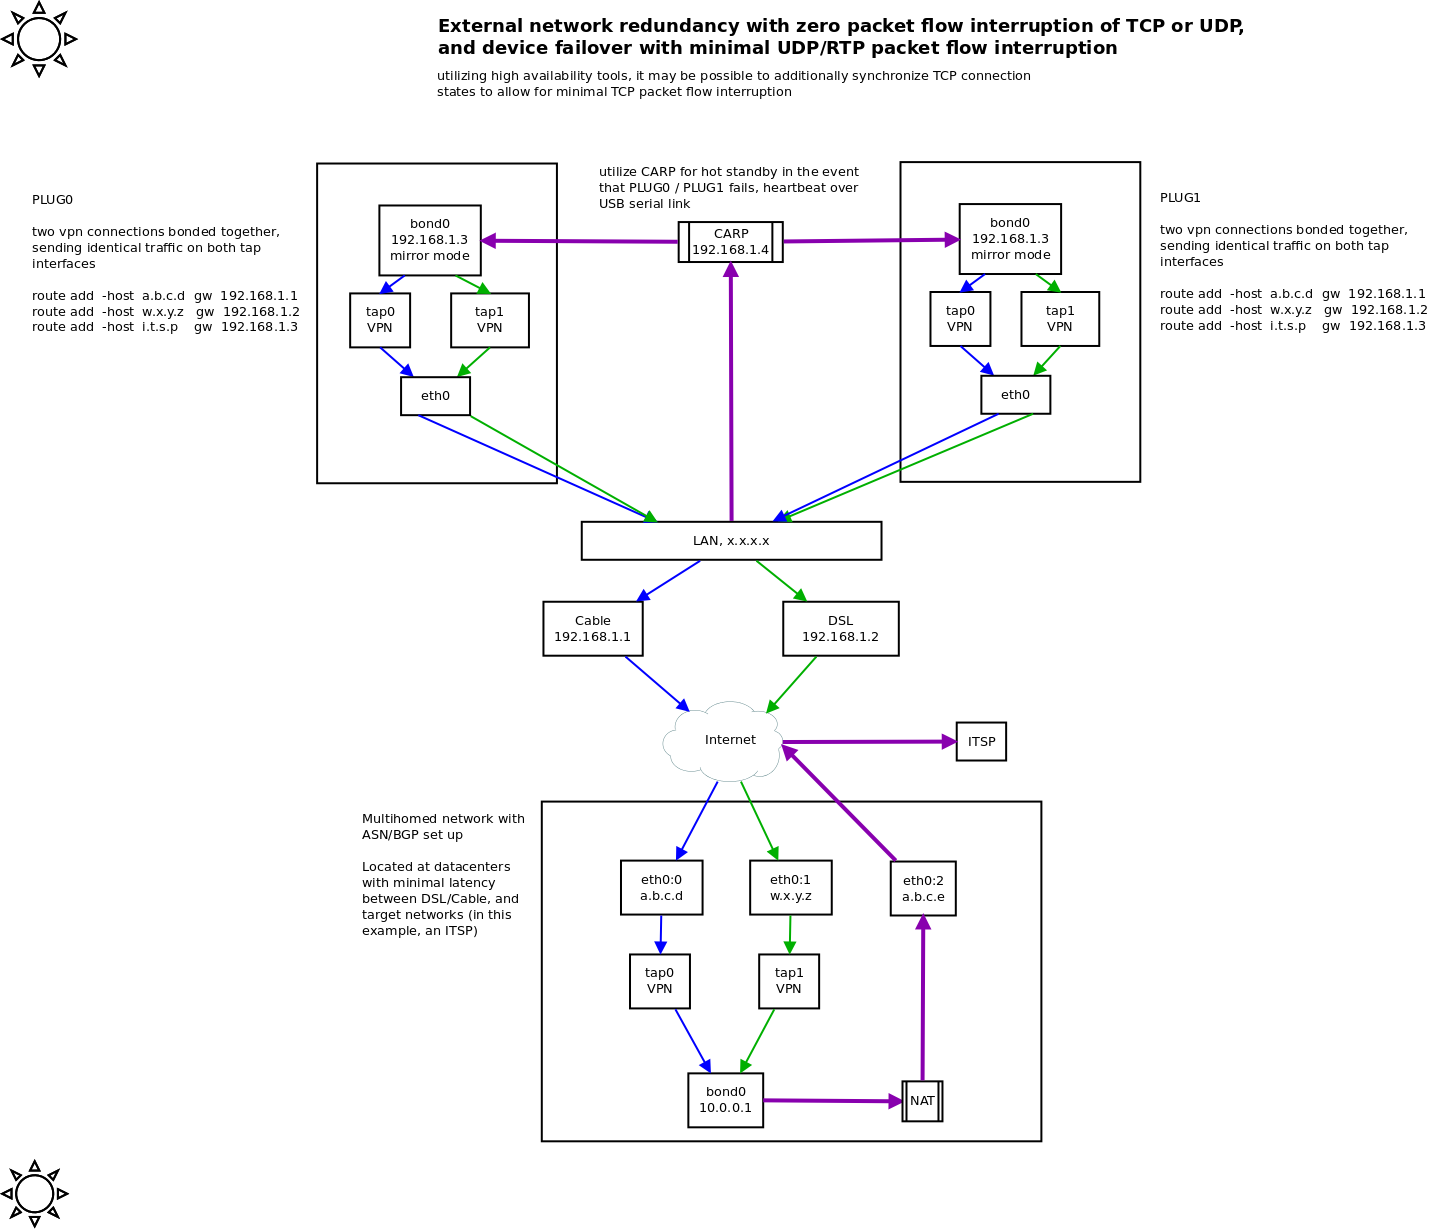 External network redundancy with zero packet flow interruption of TCP or UDP,
and device failover with minimal UDP/RTP packet flow interruption
utilizing high availability tools, it may be possible to additionally synchronize TCP connection
states to allow for minimal TCP packet flow interruption
PLUG0
two vpn connections bonded together,
sending identical traffic on both tap
interfaces
route add -host a.b.c.d gw 192.168.1.1
route add -host w.x.y.z gw 192.168.1.2
route add -host i.t.s.p gw 192.168.1.3
bond0
192.168.1.3
mirror mode
tap0
VPN
tap1
VPN
eth0
utilize CARP for hot standby in the event
that PLUG0 / PLUG1 fails, heartbeat over
USB serial link
CARP
192.168.1.4
bond0
192.168.1.3
mirror mode
tap0
VPN
tap1
VPN
eth0
PLUG1
two vpn connections bonded together,
sending identical traffic on both tap
interfaces
route add -host a.b.c.d gw 192.168.1.1
route add -host w.x.y.z gw 192.168.1.2
route add -host i.t.s.p gw 192.168.1.3
LAN, x.x.x.x
Cable
192.168.1.1
DSL
192.168.1.2
Internet
ITSP
Multihomed network with
ASN/BGP set up
Located at datacenters
with minimal latency
between DSL/Cable, and
target networks (in this
example, an ITSP)
eth0:0
a.b.c.d
eth0:1
w.x.y.z
eth0:2
a.b.c.e
tap0
VPN
tap1
VPN
bond0
10.0.0.1
NAT